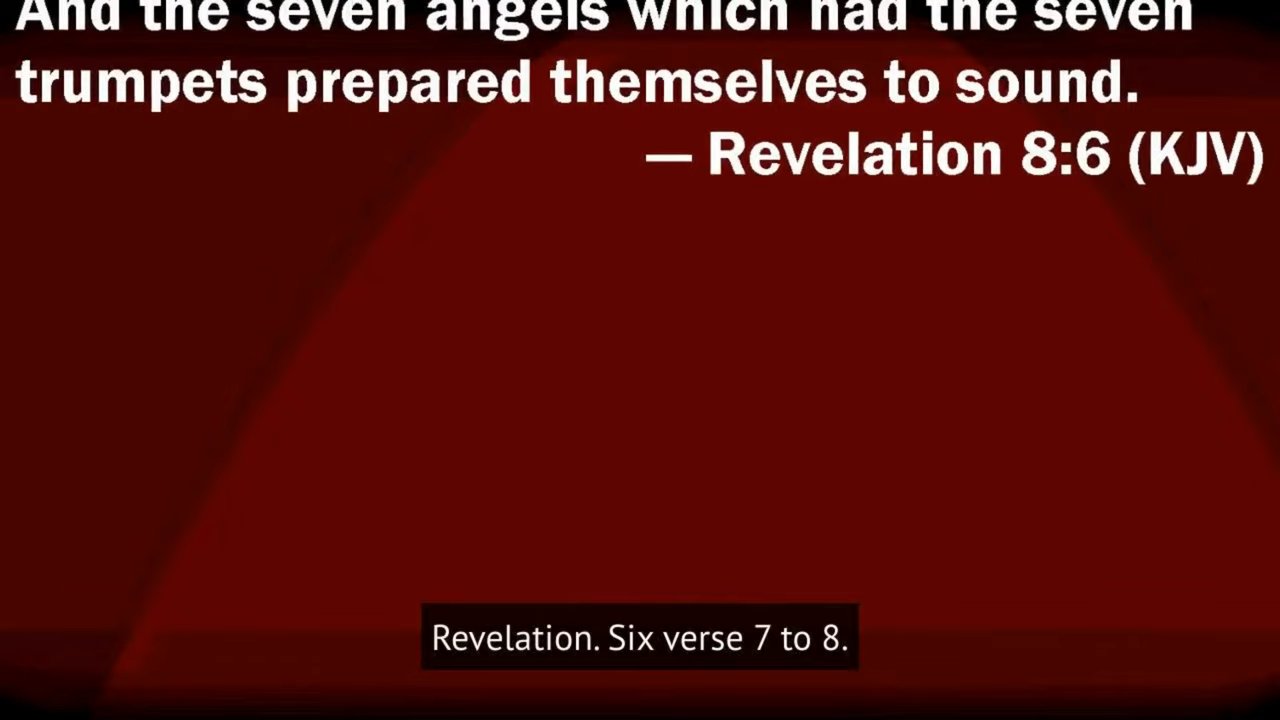 And the seven angels which had the seven
trumpets prepared themselves to sound.
— Revelation 8:6 (KJV)
Revelation. Six verse 7 to 8.